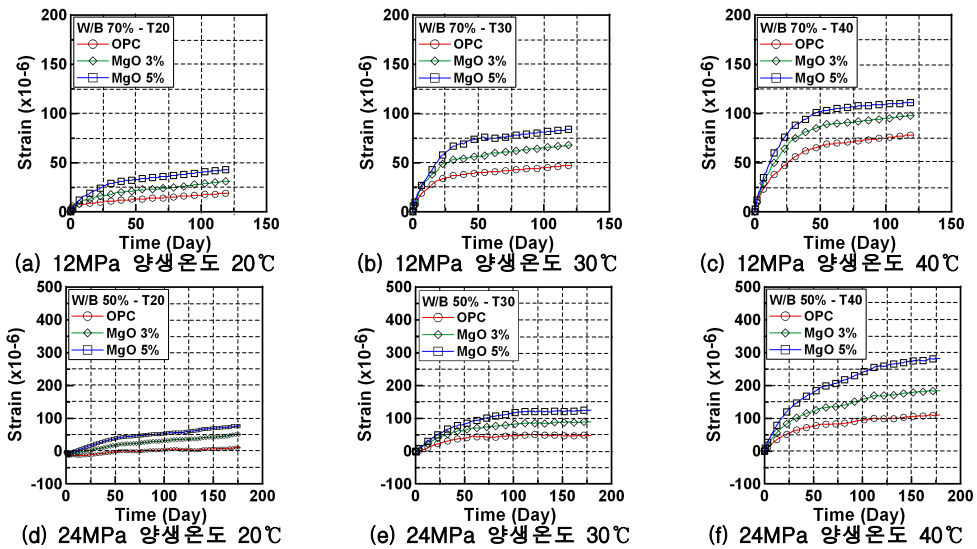 W/B 70% - T20
OPC
MgO 3%
MgO 5%
Strain (x10-6)
200
150
100
50
0
0 50 100 150
Time (Day)
(a) 12MPa 양생온도 20℃
W/B 70% - T30
OPC
MgO 3%
MgO 5%
Strain (x10-6)
200
150
100
50
0
0 50 100 150
Time (Day)
(b) 12MPa 양생온도 30℃
W/B 70% - T40
OPC
MgO 3%
MgO 5%
Strain (x10-6)
200
150
100
50
0
0 50 100 150
Time (Day)
(c) 12MPa 양생온도 40℃
W/B 50% - T20
OPC
MgO 3%
MgO 5%
Strain (x10-6)
500
400
300
200
100
0
-100
0 50 100 150 200
Time (Day)
(d) 24MPa 양생온도 20℃
W/B 50% - T30
OPC
MgO 3%
MgO 5%
Strain (x10-6)
500
400
300
200
100
0
-100
0 50 100 150 200
Time (Day)
(e) 24MPa 양생온도 30℃
W/B 50% - T40
OPC
MgO 3%
MgO 5%
Strain (x10-6)
500
400
300
200
100
0
-100
0 50 100 150 200
Time (Day)
(f) 24MPa 양생온도 40℃